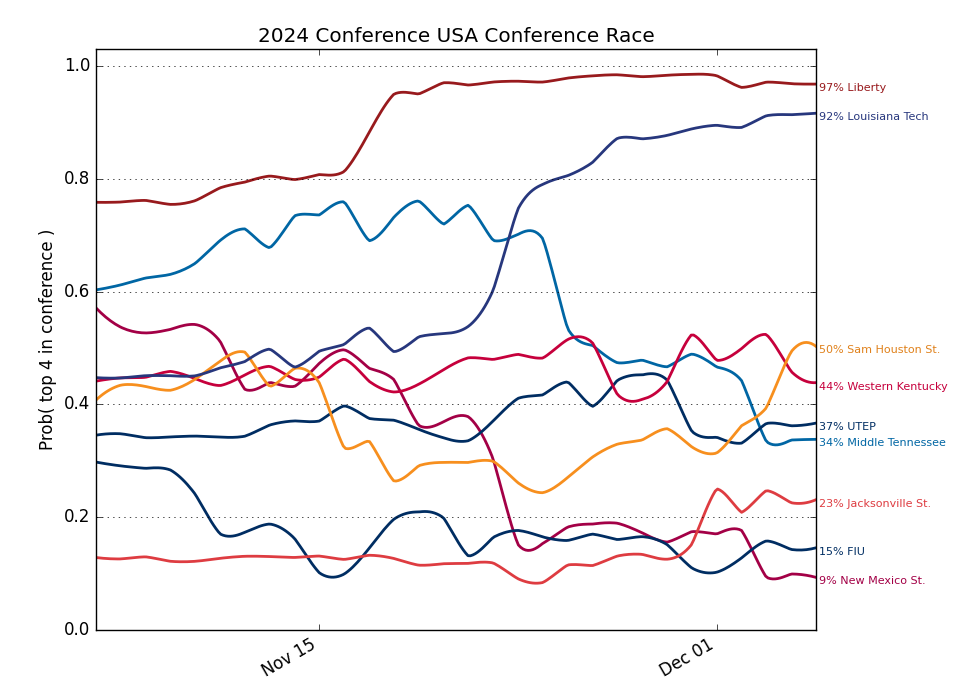 2024 Conference USA Conference Race
Prob( top 4 in conference )
1.0
0.8
0.6
0.4
0.2
0.0
Nov 15
Dec 01
97% Liberty
92% Louisiana Tech
50% Sam Houston St.
44% Western Kentucky
37% UTEP
34% Middle Tennessee
23% Jacksonville St.
15% FIU
9% New Mexico St.